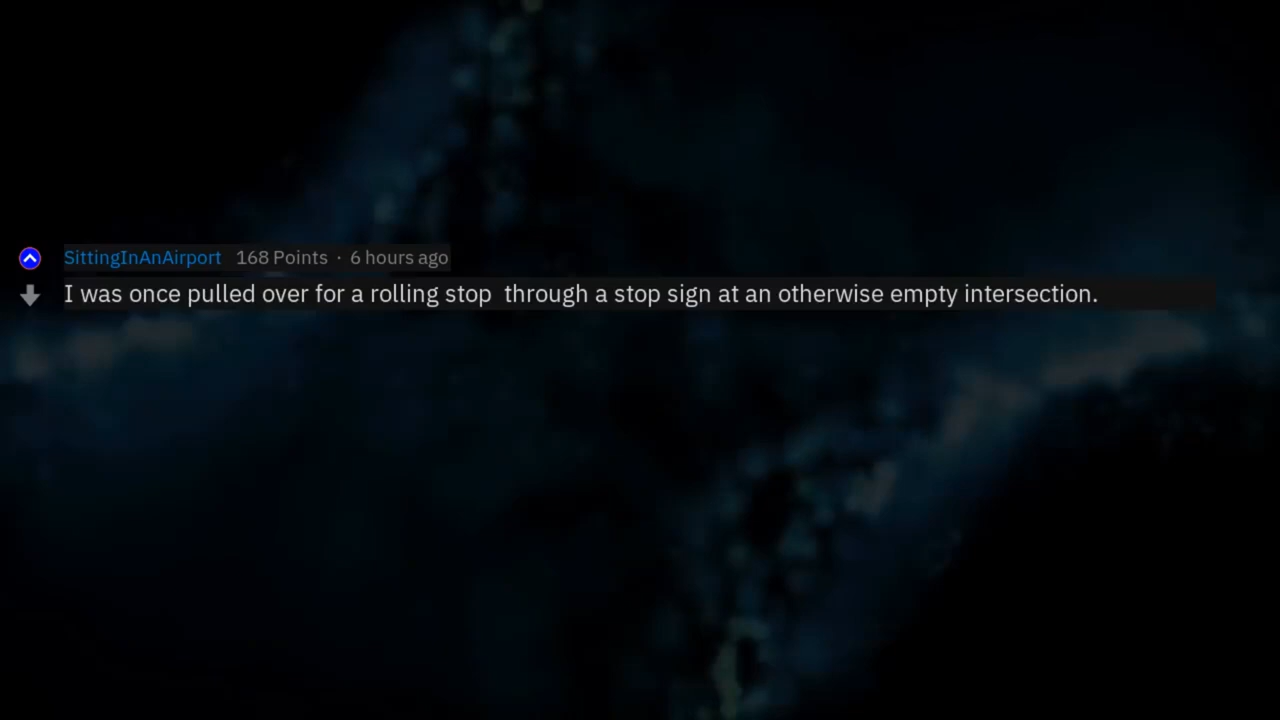 SittingInAnAirport 168 Points · 6 hours ago
I was once pulled over for a rolling stop  through a stop sign at an otherwise empty intersection.